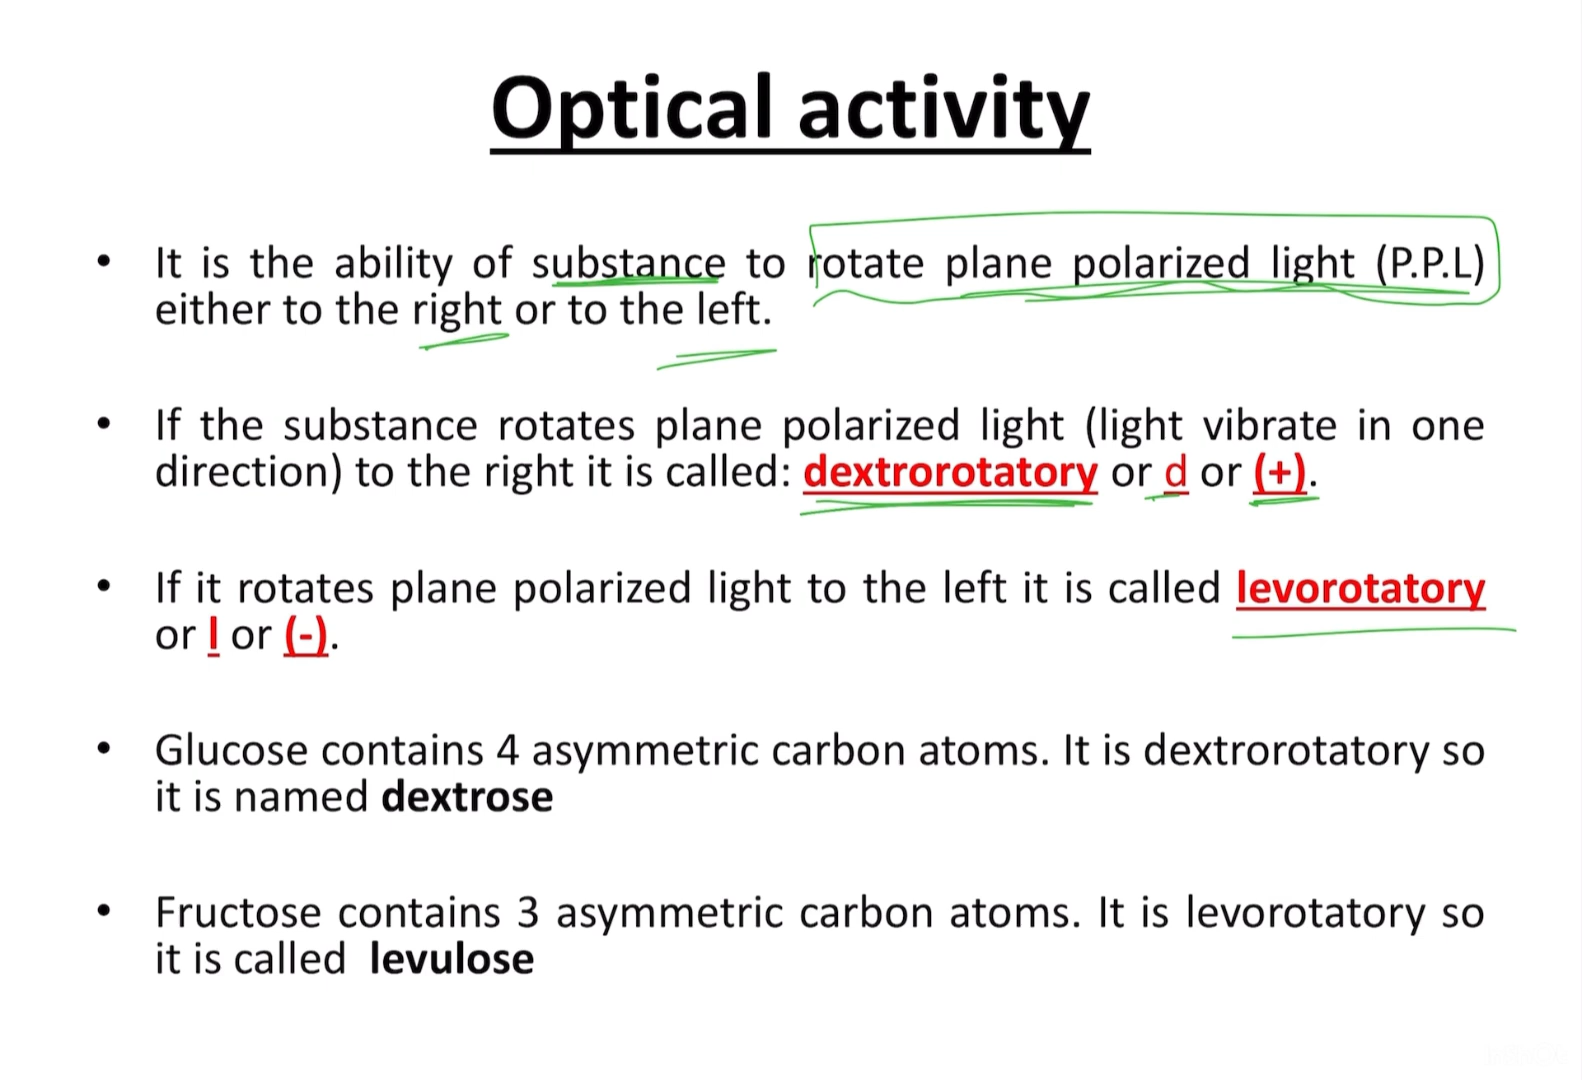 Optical activity
• It is the ability of substance to rotate plane polarized light (P.P.L)
either to the right or to the left.
• If the substance rotates plane polarized light (light vibrate in one
direction) to the right it is called: dextrorotatory or d or (+).
• If it rotates plane polarized light to the left it is called levorotatory
or l or (-).
• Glucose contains 4 asymmetric carbon atoms. It is dextrorotatory so
it is named dextrose
• Fructose contains 3 asymmetric carbon atoms. It is levorotatory so
it is called levulose